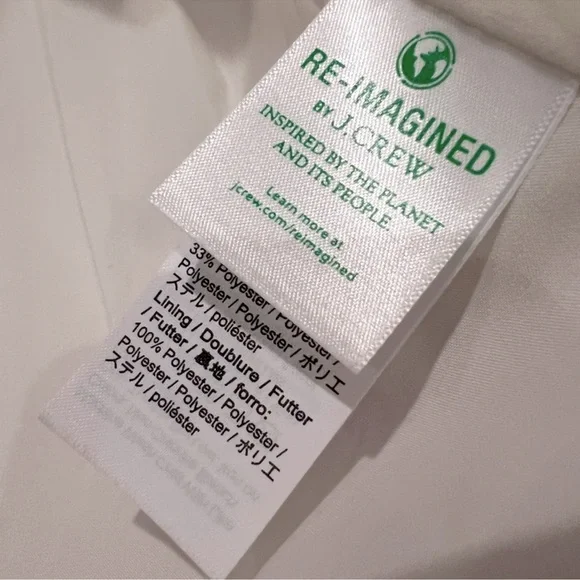 RE-IMAGINED
BY J.CREW
INSPIRED BY THE PLANET
AND ITS PEOPLE.
Learn more at
jcrew.com/reimagined
33% Polyester / Polyester /
Polyester / Polyester / ポリエ
ステル / poliéster
Lining / Doublure / Futter
/ Futter / 裏地 / forro:
100% Polyester / Polyester /
Polyester / Polyester / ポリエ
ステル / poliéster